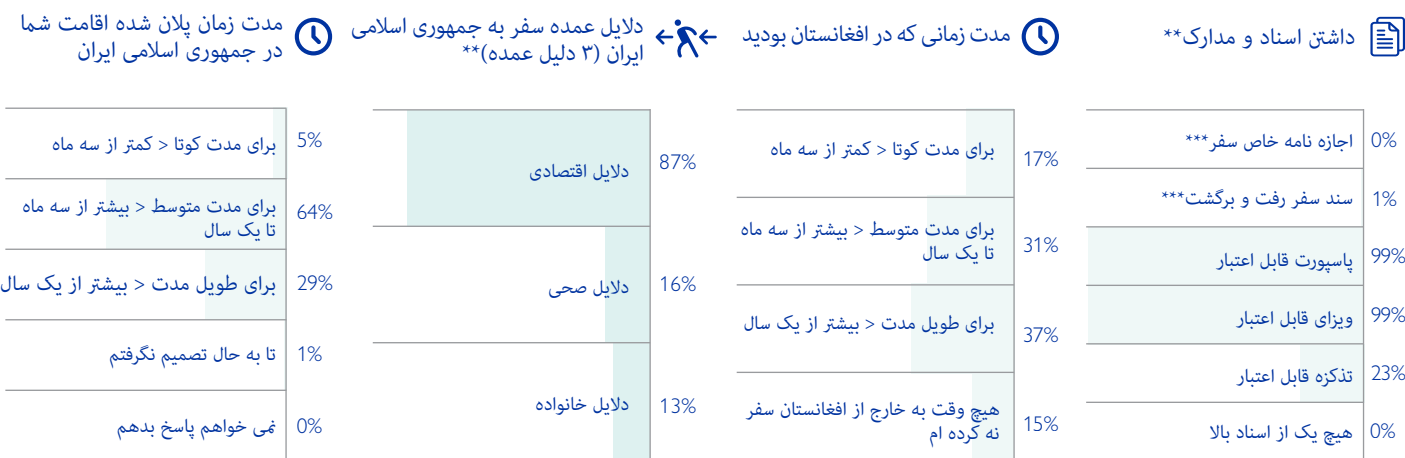 داشتن اسناد و مدارک**
اجازه نامه خاص سفر*** 0%
سند سفر رفت و برگشت*** 1%
پاسپورت قابل اعتبار 99%
ویزای قابل اعتبار 99%
تذکزه قابل اعتبار 23%
هیچ یک از اسناد بالا 0%
مدت زمانی که در افغانستان بودید
برای مدت کوتا < کمتر از سه ماه 17%
برای مدت متوسط < بیشتر از سه ماه
تا یک سال 31%
برای طویل مدت < بیشتر از یک سال 37%
هیچ وقت به خارج از افغانستان سفر
نه کرده ام 15%
دلایل عمده سفر به جمهوری اسلامی
ایران (۳ دلیل عمده)**
دلایل اقتصادی 87%
دلایل صحی 16%
دلایل خانواده 13%
مدت زمان پلان شده اقامت شما
در جمهوری اسلامی ایران
برای مدت کوتا < کمتر از سه ماه 5%
برای مدت متوسط < بیشتر از سه ماه
تا یک سال 64%
برای طویل مدت < بیشتر از یک سال 29%
تا به حال تصمیم نگرفتم 1%
نمی خواهم پاسخ بدهم 0%